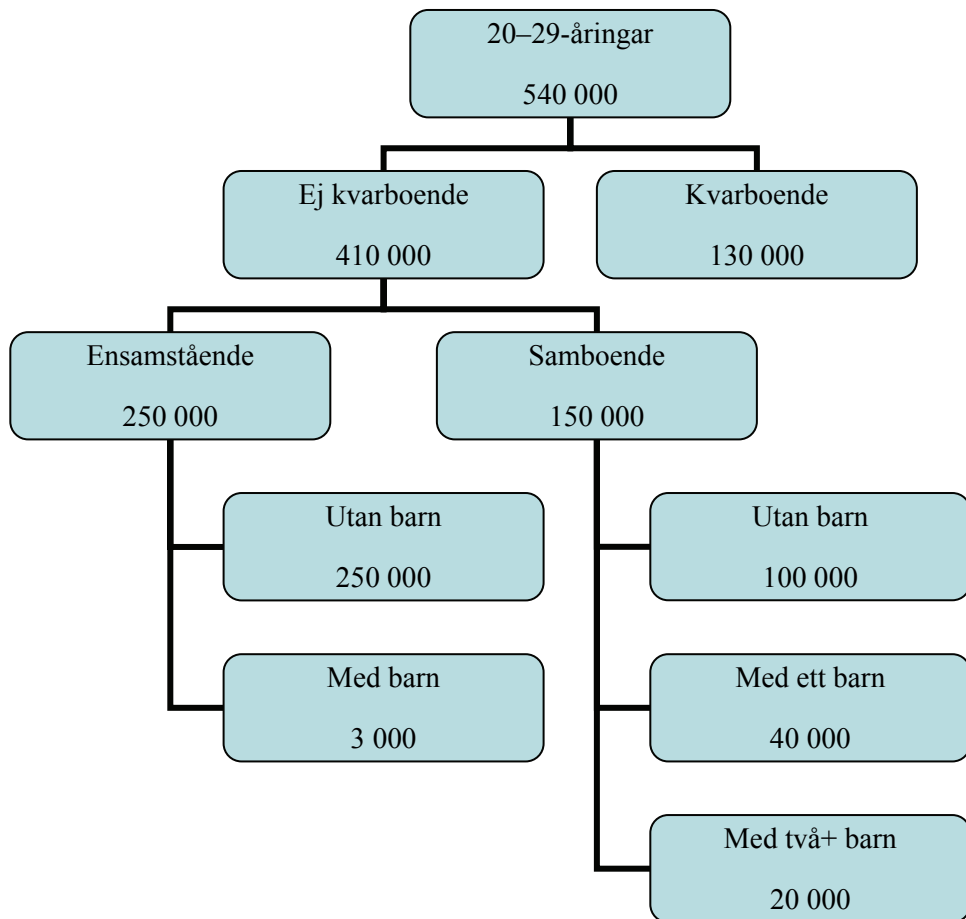 20–29-åringar
540 000
Ej kvarboende
410 000
Kvarboende
130 000
Ensamstående
250 000
Samboende
150 000
Utan barn
250 000
Utan barn
100 000
Med barn
3 000
Med ett barn
40 000
Med två+ barn
20 000